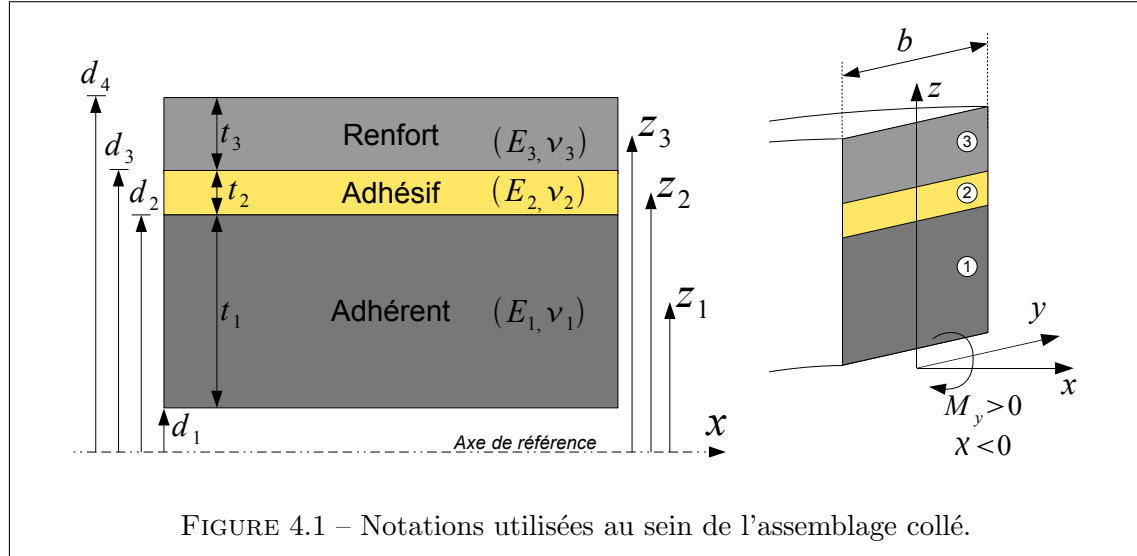 d₄
d₃
d₂
t₃
Renfort
(E₃, ν₃)
t₂
Adhésif
(E₂, ν₂)
t₁
Adhérent
(E₁, ν₁)
d₁
z₃
z₂
z₁
Axe de référence
x
b
z
3
2
1
y
x
M_y>0
χ<0
FIGURE 4.1 – Notations utilisées au sein de l'assemblage collé.